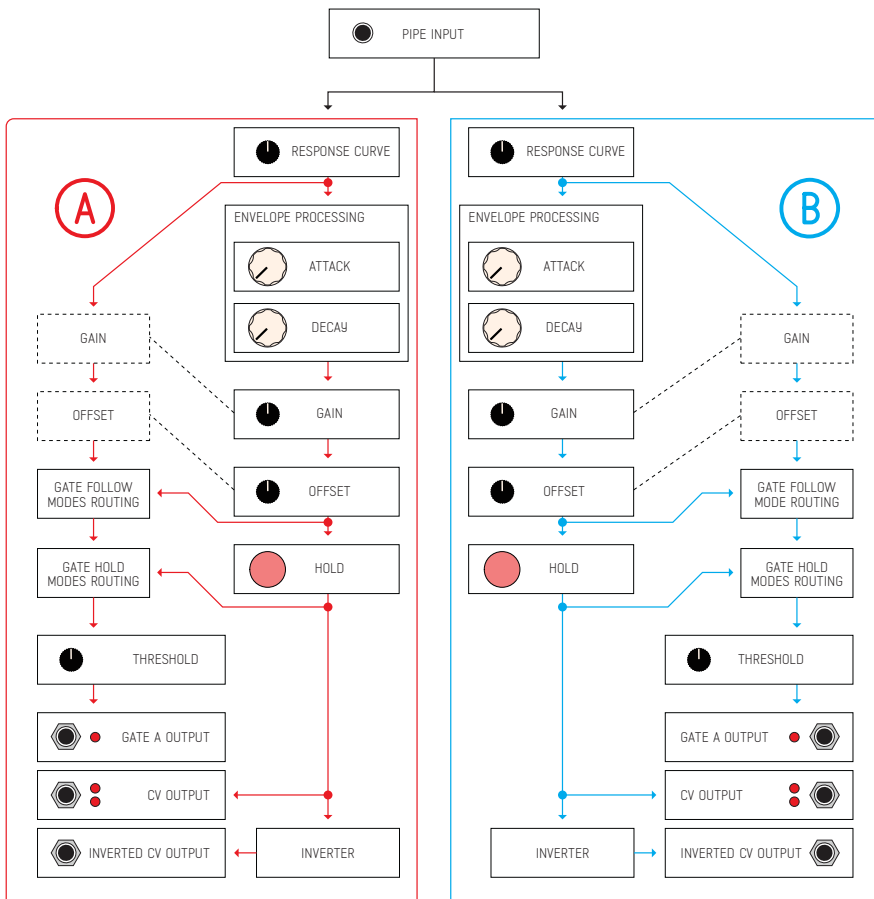 PIPE INPUT
A
RESPONSE CURVE
ENVELOPE PROCESSING
ATTACK
DECAY
GAIN
GAIN
OFFSET
OFFSET
GATE FOLLOW
MODES ROUTING
HOLD
GATE HOLD
MODES ROUTING
THRESHOLD
GATE A OUTPUT
CV OUTPUT
INVERTED CV OUTPUT
INVERTER
B
RESPONSE CURVE
ENVELOPE PROCESSING
ATTACK
DECAY
GAIN
GAIN
OFFSET
OFFSET
GATE FOLLOW
MODE ROUTING
HOLD
GATE HOLD
MODES ROUTING
THRESHOLD
GATE A OUTPUT
CV OUTPUT
INVERTER
INVERTED CV OUTPUT